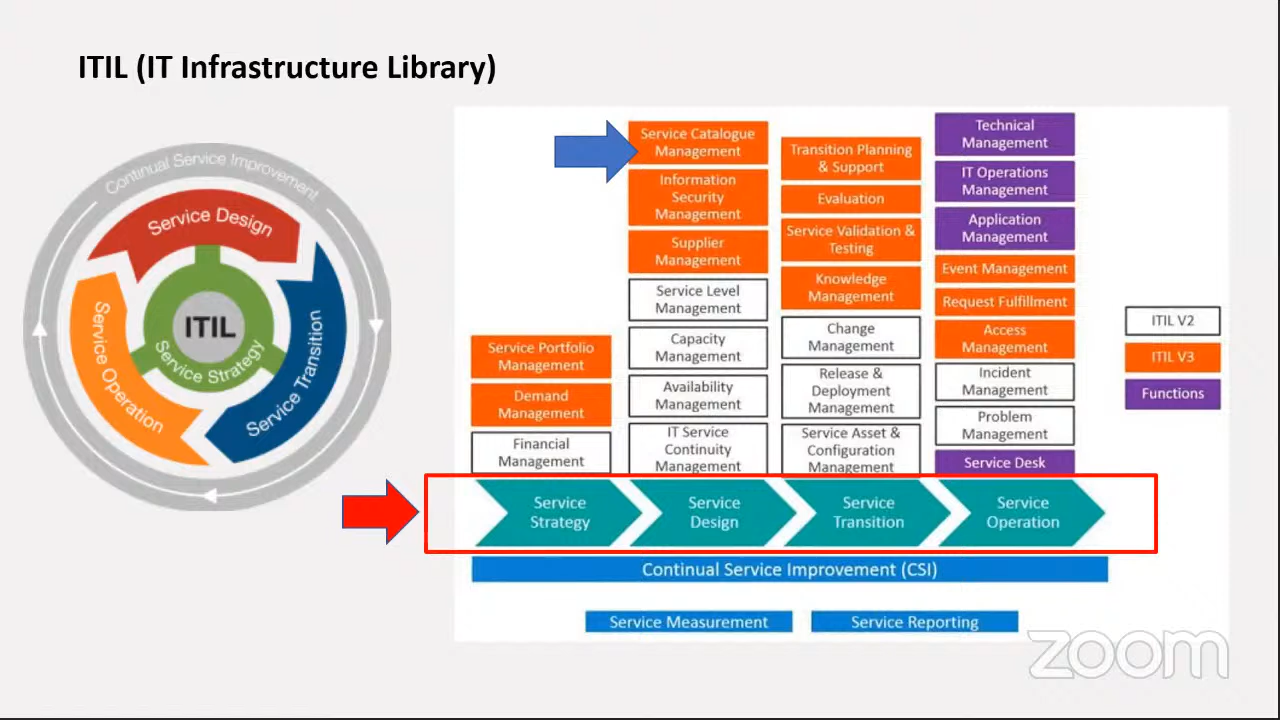 ITIL (IT Infrastructure Library)
Continual Service Improvement
Service Design
Service Transition
Service Operation
Service Strategy
ITIL
Service Portfolio
Management
Demand
Management
Financial
Management
Service Catalogue
Management
Information
Security
Management
Supplier
Management
Service Level
Management
Capacity
Management
Availability
Management
IT Service
Continuity
Management
Transition Planning
& Support
Evaluation
Service Validation &
Testing
Knowledge
Management
Change
Management
Release &
Deployment
Management
Service Asset &
Configuration
Management
Technical
Management
IT Operations
Management
Application
Management
Event Management
Request Fulfillment
Access
Management
Incident
Management
Problem
Management
Service Desk
ITIL V2
ITIL V3
Functions
Service
Strategy
Service
Design
Service
Transition
Service
Operation
Continual Service Improvement (CSI)
Service Measurement
Service Reporting
zoom